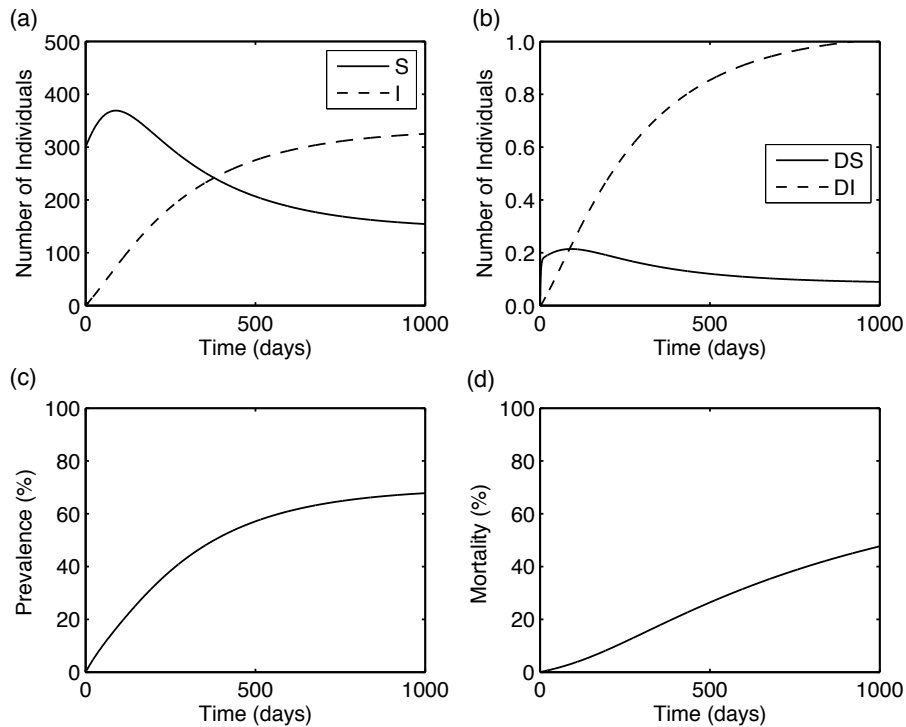 (a)
500
400
300
200
100
0
Number of Individuals
S
I
0
500
1000
Time (days)
(b)
1.0
0.8
0.6
0.4
0.2
0.0
Number of Individuals
DS
DI
0
500
1000
Time (days)
(c)
100
80
60
40
20
0
Prevalence (%)
0
500
1000
Time (days)
(d)
100
80
60
40
20
0
Mortality (%)
0
500
1000
Time (days)